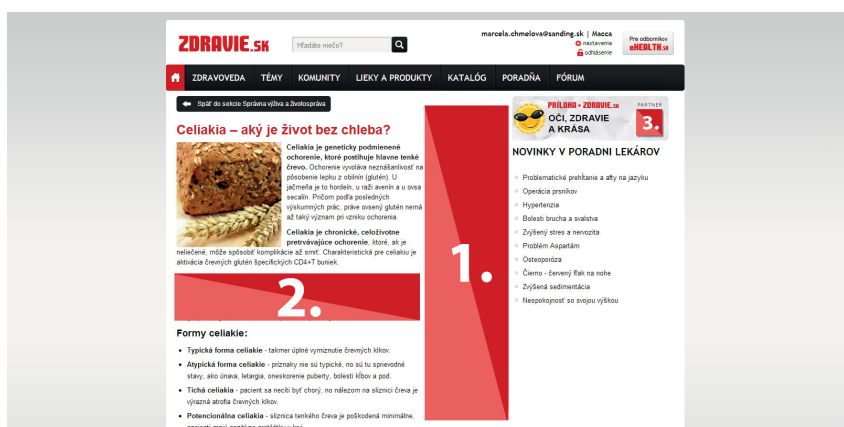 ZDRAVIE.SK
Hľadáte niečo?
marcela.chmelova@sanding.sk | Macca
nastavenia
odhlásenie
Pre odborníkov
eHEALTH.SK
ZDRAVOVEDA TÉMY KOMUNITY LIEKY A PRODUKTY KATALÓG PORADŇA FÓRUM
Späť do sekcie Správna výživa a životospráva
Celiakia – aký je život bez chleba?
Celiakia je geneticky podmienené
ochorenie, ktoré postihuje hlavne tenké
črevo. Ochorenie vyvoláva neznášanlivosť na
pôsobenie lepku z obilnín (glutén). U
jačmeňa je to hordeín, u raži avenín a u ovsa
secalín. Pričom podľa posledných
výskumných prác, práve ovsený glutén nemá
až taký význam pri vzniku ochorenia.
Celiakia je chronické, celoživotne
pretrvávajúce ochorenie, ktoré, ak je
neliečené, môže spôsobiť komplikácie až smrť. Charakteristická pre celiakiu je
aktivácia črevných glutén špecifických CD4+T buniek.
2.
Formy celiakie:
Typická forma celiakie - takmer úplné vymiznutie črevných klkov.
Atypická forma celiakie - príznaky nie sú typické, no sú tu sprievodné
stavy, ako únava, letargia, oneskorenie puberty, bolesti kĺbov a pod.
Tichá celiakia - pacient sa necíti byť chorý, no nálezom na sliznici čreva je
výrazná atrofia črevných klkov.
Potencionálna celiakia - sliznica tenkého čreva je poškodená minimálne,
1.
PRÍLOHA • ZDRAVIE.SK
OČI, ZDRAVIE
A KRÁSA
PARTNER
3.
NOVINKY V PORADNI LEKÁROV
Problematické prehĺtanie a afty na jazyku
Operácia prsníkov
Hypertenzia
Bolesti brucha a svalstva
Zvýšený stres a nervozita
Problém Aspartám
Osteoporóza
Čierno - červený fľak na nohe
Zvýšená sedimentácia
Nespokojnosť so svojou výškou